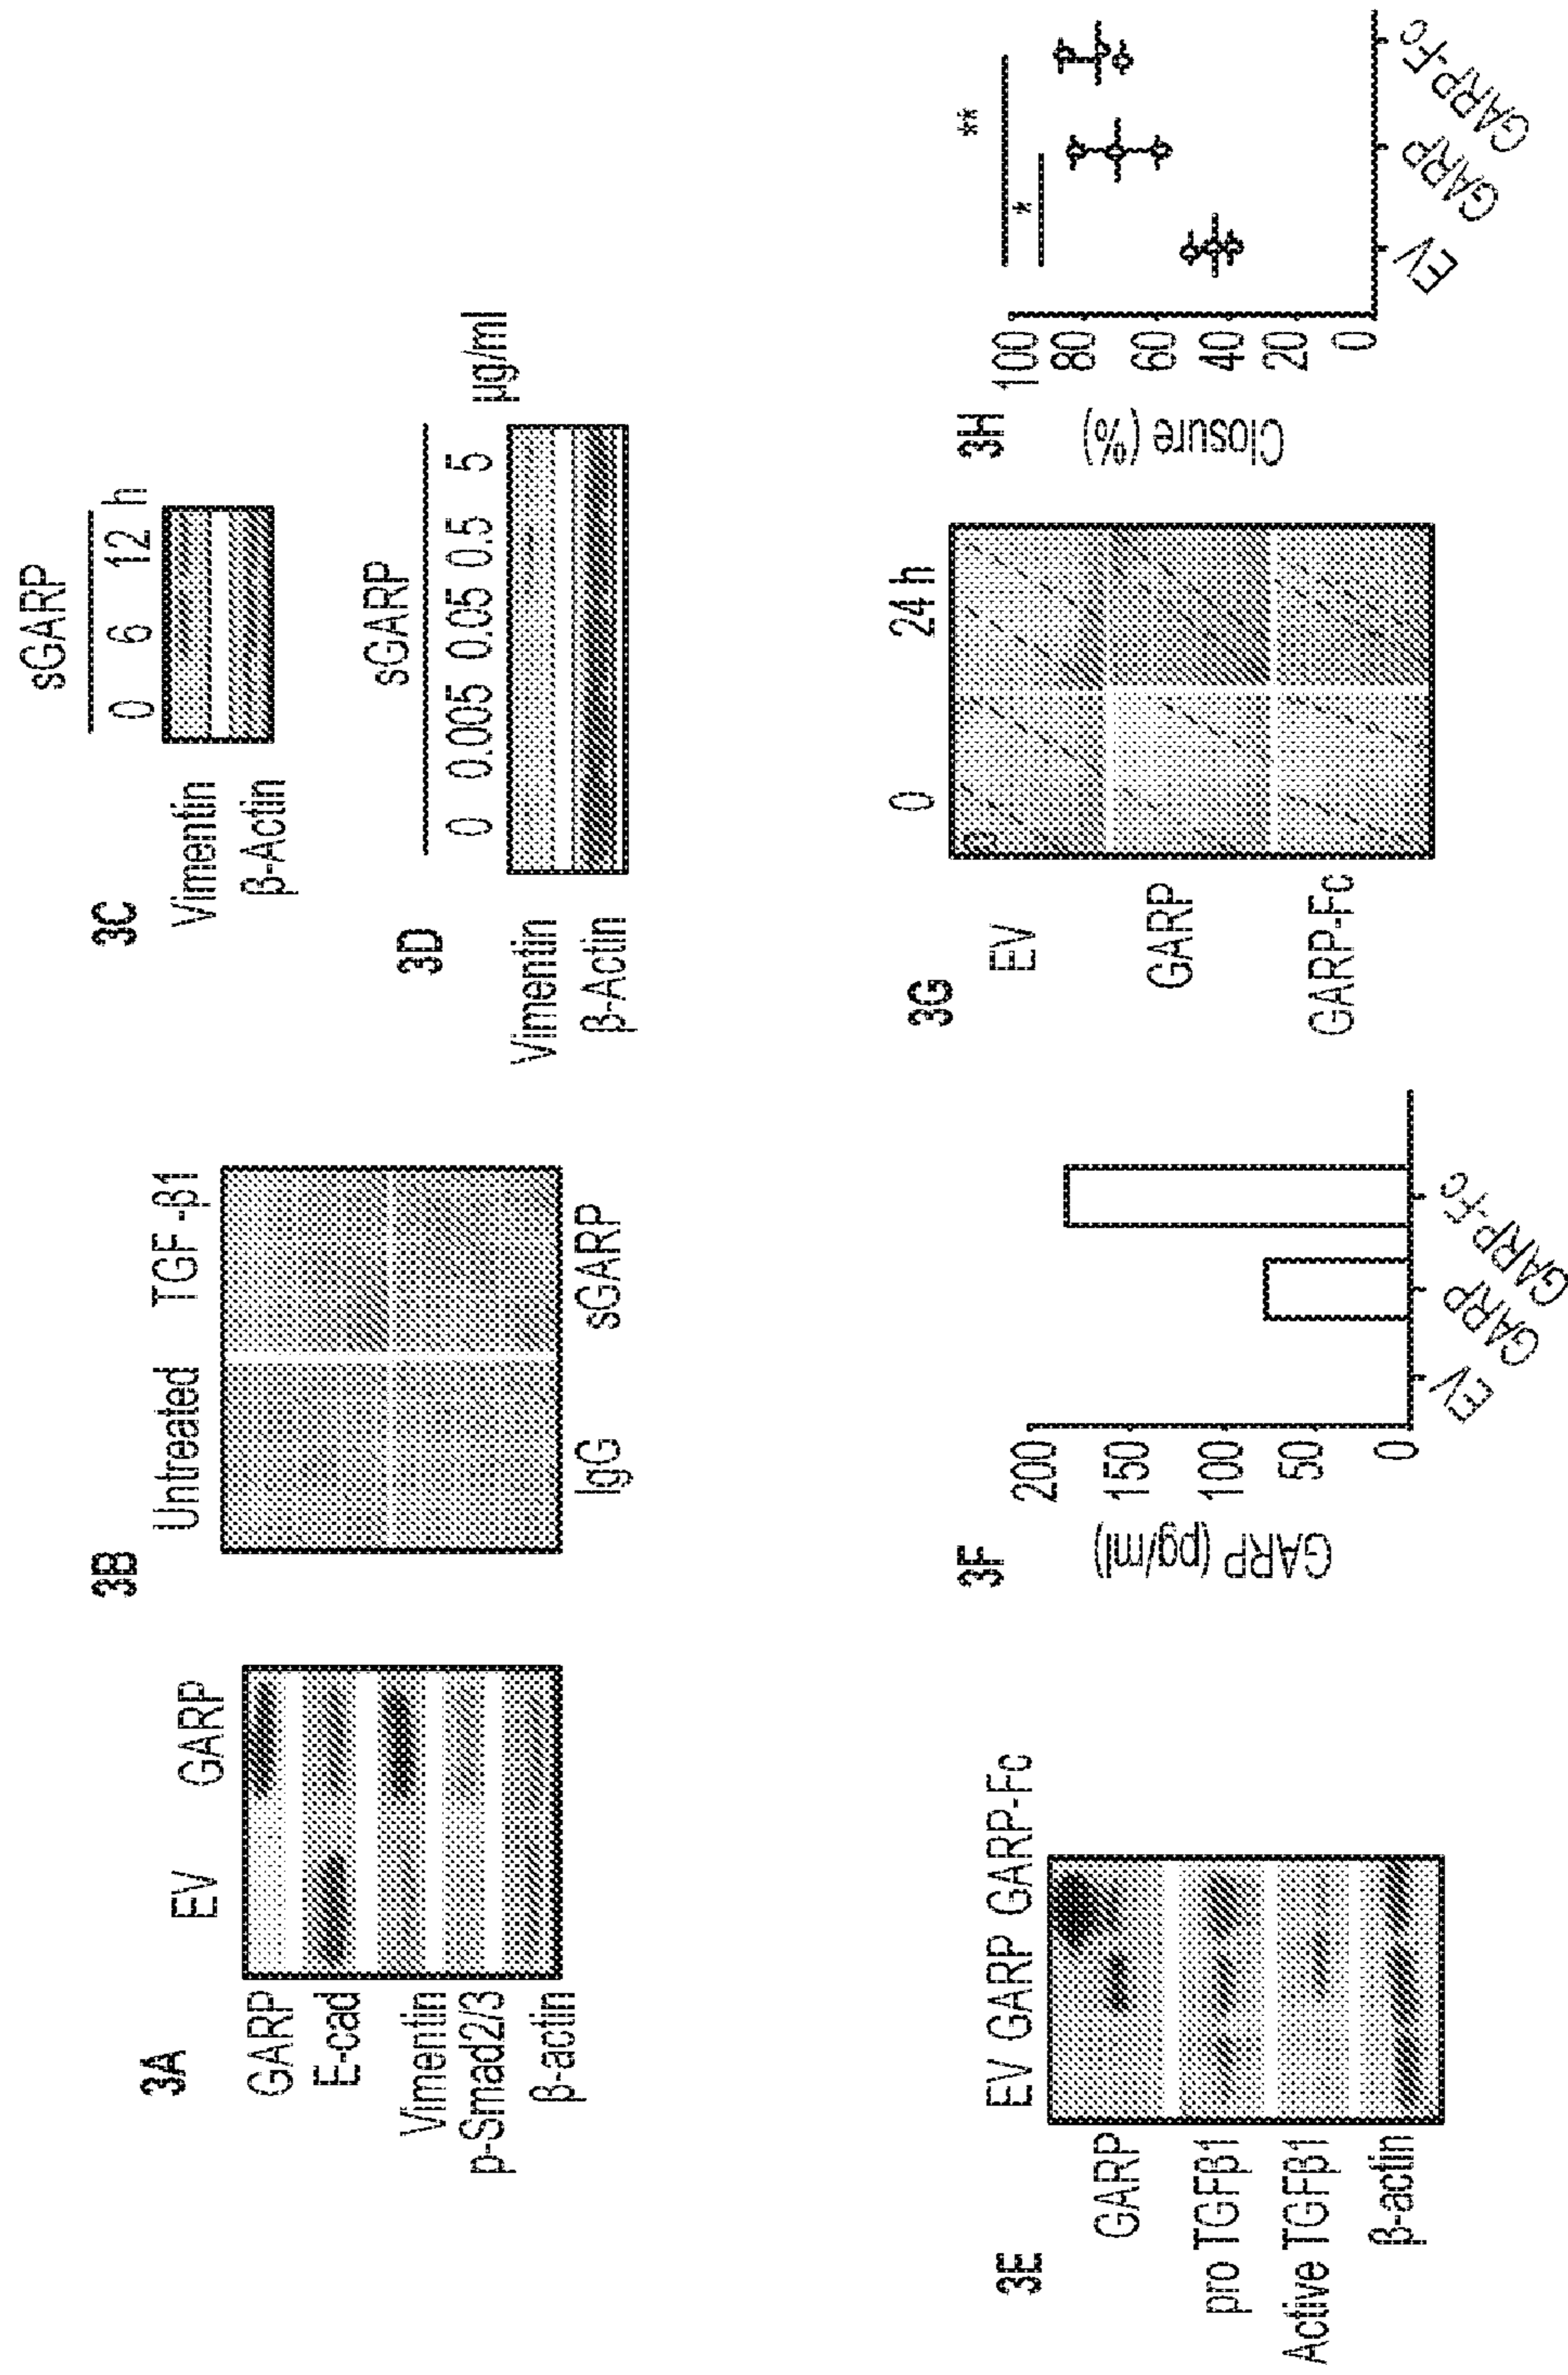 3A
EV GARP
GARP
E-cad
Vimentin
p-Smad2/3
β-actin
3B
Untreated TGF-β1
IgG sGARP
3C
sGARP
0 6 12 h
Vimentin
β-Actin
3D
sGARP
0 0.005 0.05 0.5 5 µg/ml
Vimentin
β-Actin
3E
EV GARP GARP-Fc
GARP
pro TGFβ1
Active TGFβ1
β-actin
3F
GARP (pg/ml)
200
150
100
50
0
EV
GARP
GARP-Fc
3G
0 24 h
EV
GARP
GARP-Fc
3H
Closure (%)
100
80
60
40
20
0
**
*
EV
GARP
GARP-Fc